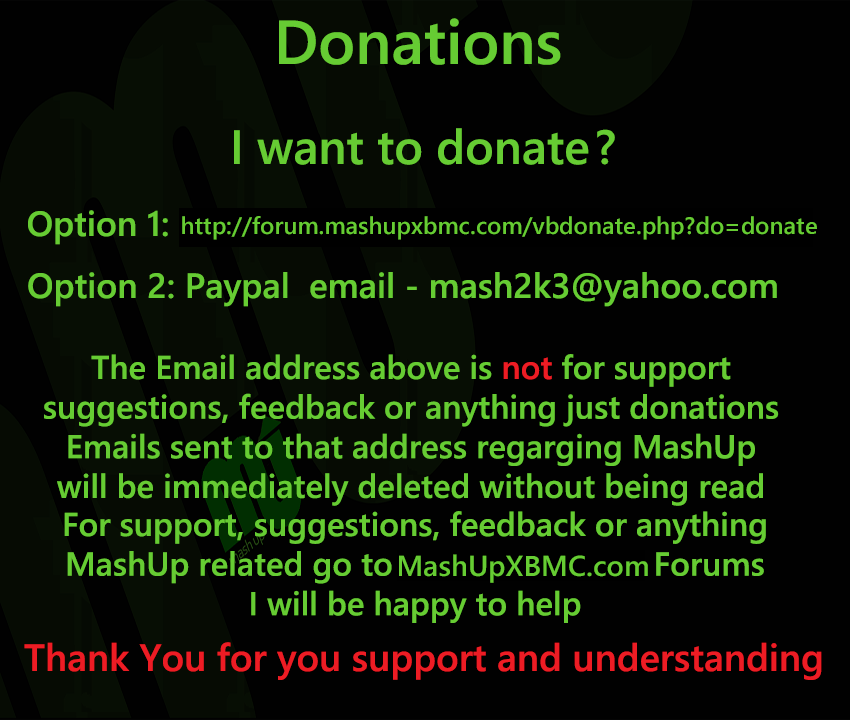 Donations
I want to donate?
Option 1: http://forum.mashupxbmc.com/vbdonate.php?do=donate
Option 2: Paypal  email - mash2k3@yahoo.com
The Email address above is not for support
suggestions, feedback or anything just donations
Emails sent to that address regarging MashUp
will be immediately deleted without being read
For support, suggestions, feedback or anything
MashUp related go to MashUpXBMC.com Forums
I will be happy to help
Thank You for you support and understanding